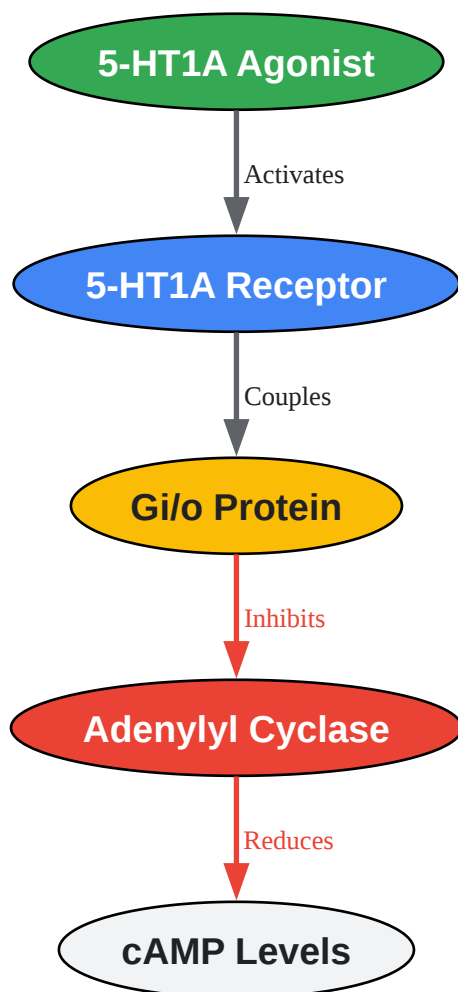 5-HT1A Agonist
Activates
5-HT1A Receptor
Couples
Gi/o Protein
Inhibits
Adenylyl Cyclase
Reduces
cAMP Levels